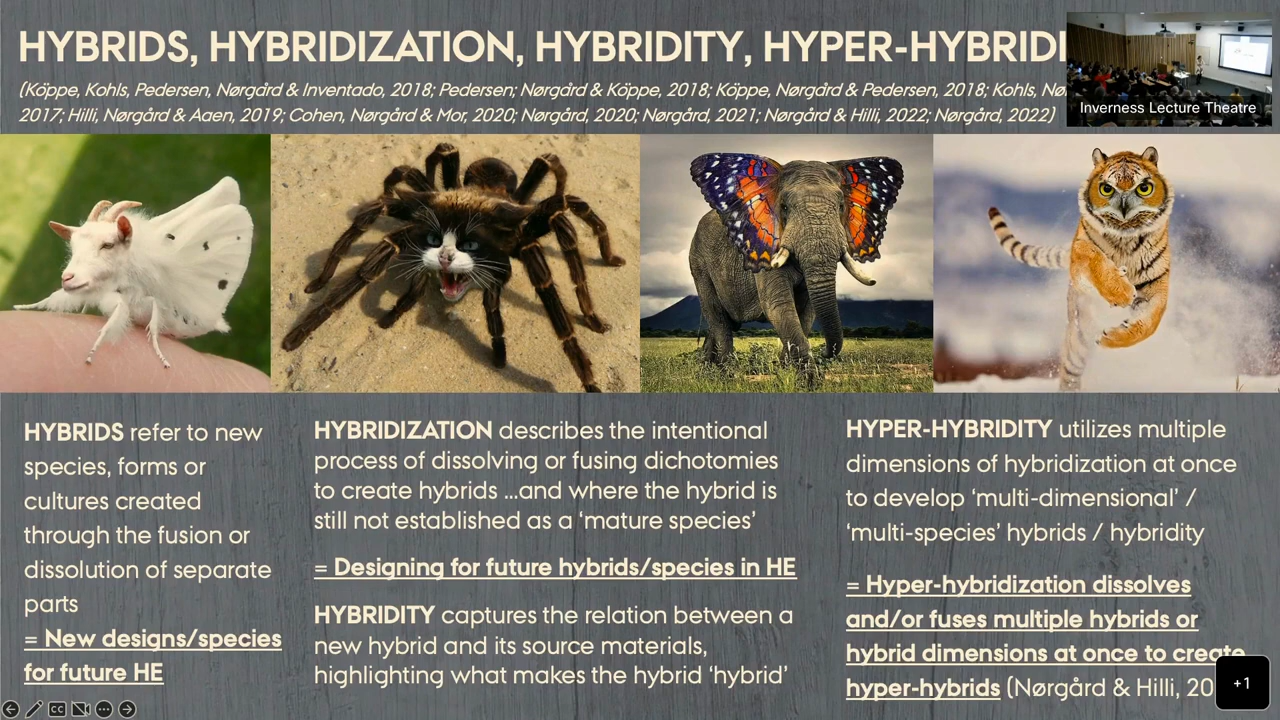 HYBRIDS, HYBRIDIZATION, HYBRIDITY, HYPER-HYBRIDI
(Köppe, Kohls, Pedersen, Nørgård & Inventado, 2018; Pedersen; Nørgård & Köppe, 2018; Köppe, Nørgård & Pedersen, 2018; Kohls, Nø
2017; Hilli, Nørgård & Aaen, 2019; Cohen, Nørgård & Mor, 2020; Nørgård, 2020; Nørgård, 2021; Nørgård & Hilli, 2022; Nørgård, 2022)
Inverness Lecture Theatre
HYBRIDS refer to new
species, forms or
cultures created
through the fusion or
dissolution of separate
parts
= New designs/species
for future HE
HYBRIDIZATION describes the intentional
process of dissolving or fusing dichotomies
to create hybrids ...and where the hybrid is
still not established as a ‘mature species’
= Designing for future hybrids/species in HE
HYBRIDITY captures the relation between a
new hybrid and its source materials,
highlighting what makes the hybrid ‘hybrid’
HYPER-HYBRIDITY utilizes multiple
dimensions of hybridization at once
to develop ‘multi-dimensional’ /
‘multi-species’ hybrids / hybridity
= Hyper-hybridization dissolves
and/or fuses multiple hybrids or
hybrid dimensions at once to create
hyper-hybrids (Nørgård & Hilli, 20
+1
CC